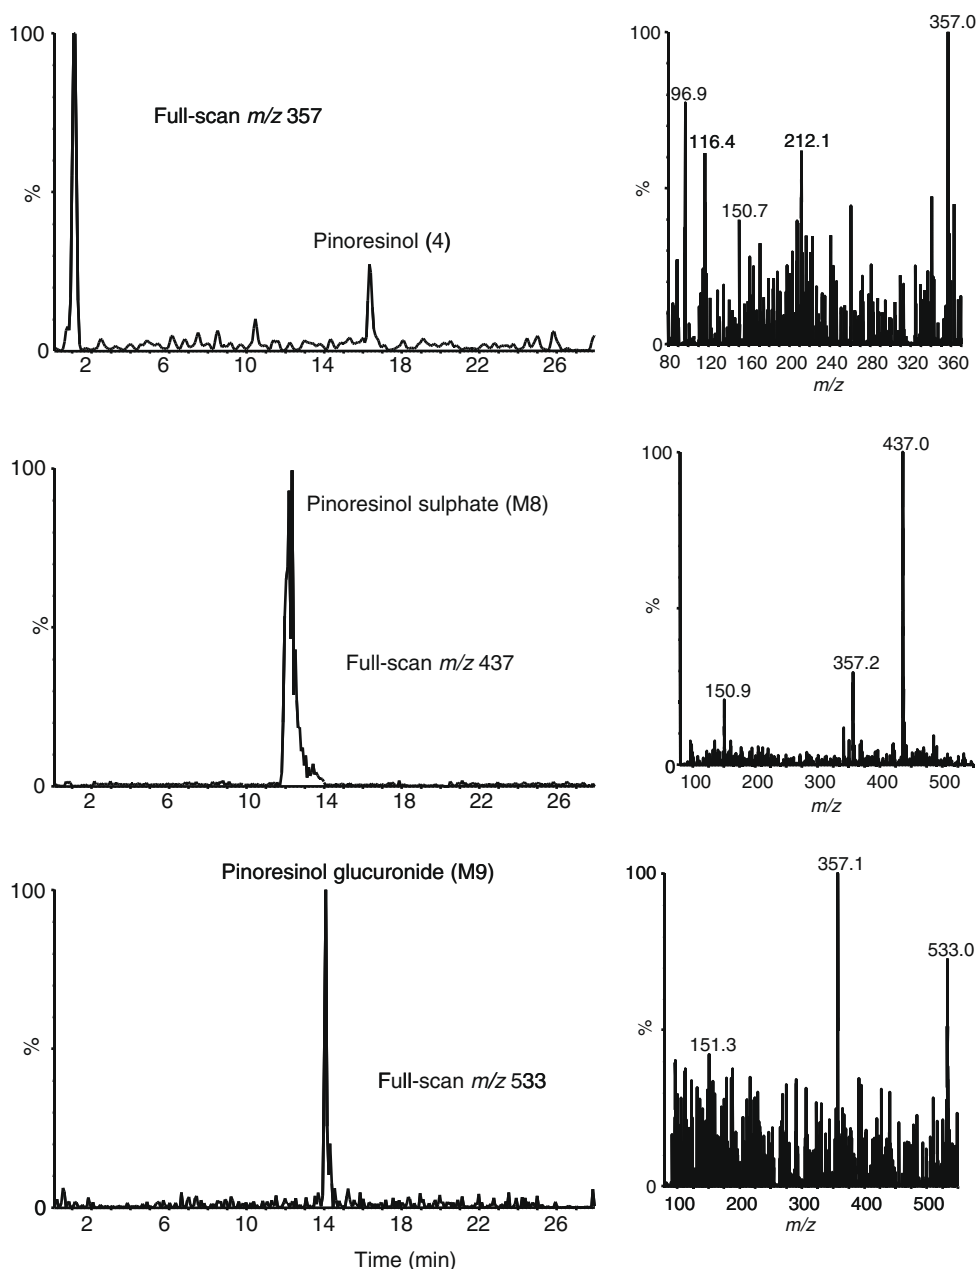 100
%
0
Full-scan m/z 357
Pinoresinol (4)
2 6 10 14 18 22 26
100
0
357.0
96.9
116.4
212.1
150.7
80 120 160 200 240 280 320 360
m/z
100
%
0
Pinoresinol sulphate (M8)
Full-scan m/z 437
2 6 10 14 18 22 26
100
%
0
437.0
357.2
150.9
100 200 300 400 500
m/z
Pinoresinol glucuronide (M9)
100
%
0
Full-scan m/z 533
2 6 10 14 18 22 26
Time (min)
100
%
0
357.1
533.0
151.3
100 200 300 400 500
m/z